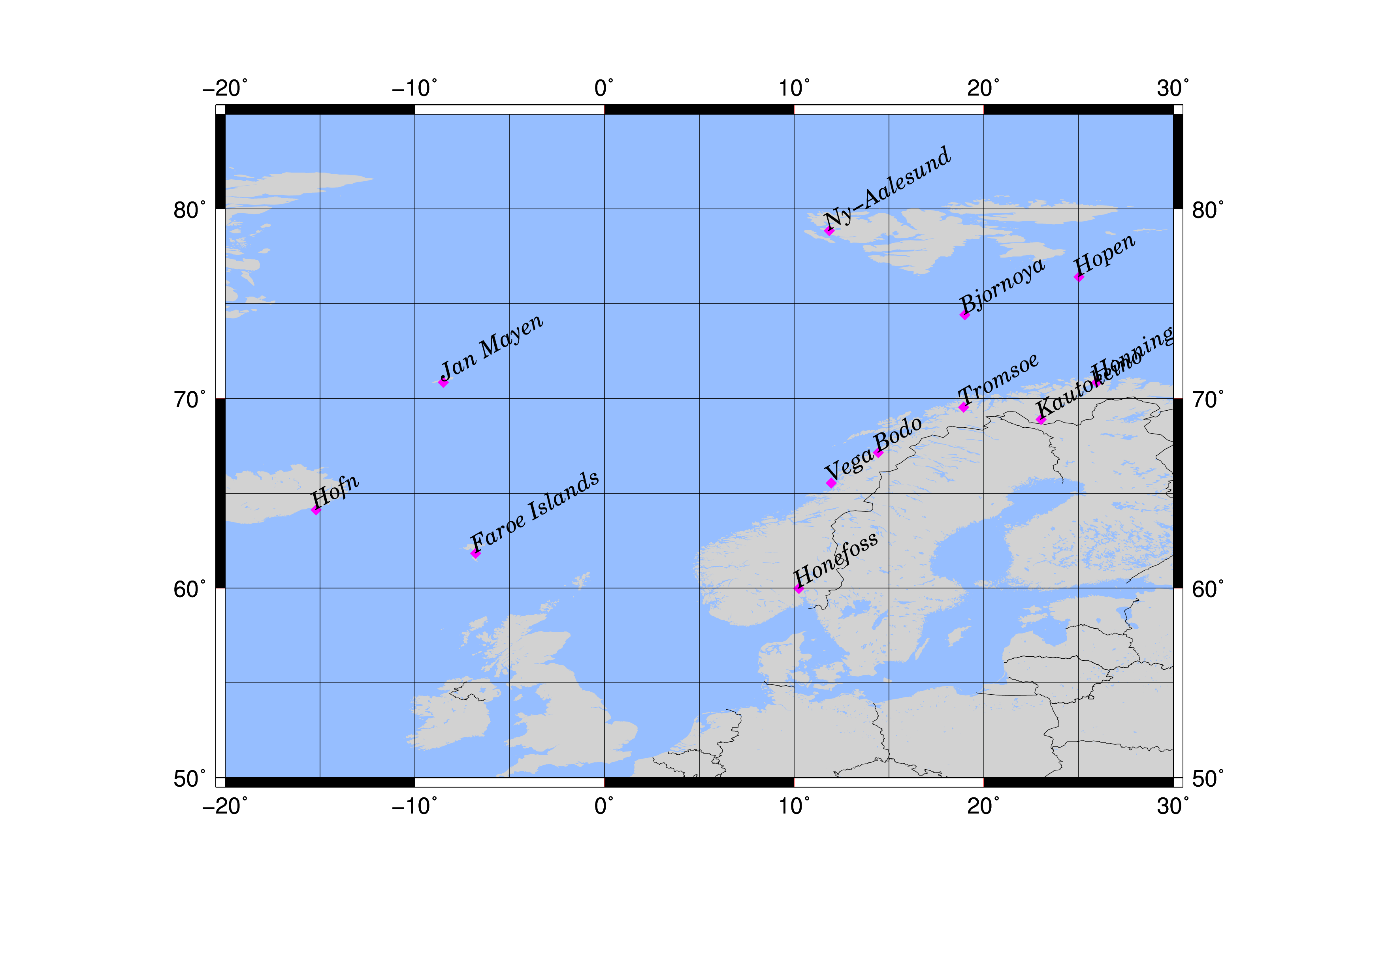 −20° −10° 0° 10° 20° 30°
Ny−Aalesund
80° 80°
Hopen
Bjornoya
Jan Mayen
Honning
Tromsoe
Kautokeino
70° 70°
Bodo
Vega
Hofn
Faroe Islands
Honefoss
60° 60°
50° 50°
−20° −10° 0° 10° 20° 30°